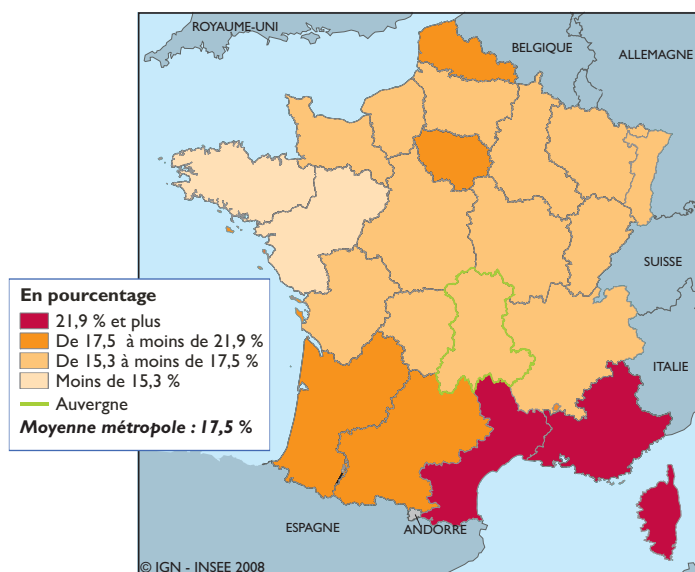 ROYAUME-UNI
BELGIQUE
ALLEMAGNE
SUISSE
ITALIE
En pourcentage
21,9 % et plus
De 17,5 à moins de 21,9 %
De 15,3 à moins de 17,5 %
Moins de 15,3 %
Auvergne
Moyenne métropole : 17,5 %
ESPAGNE
ANDORRE
© IGN - INSEE 2008